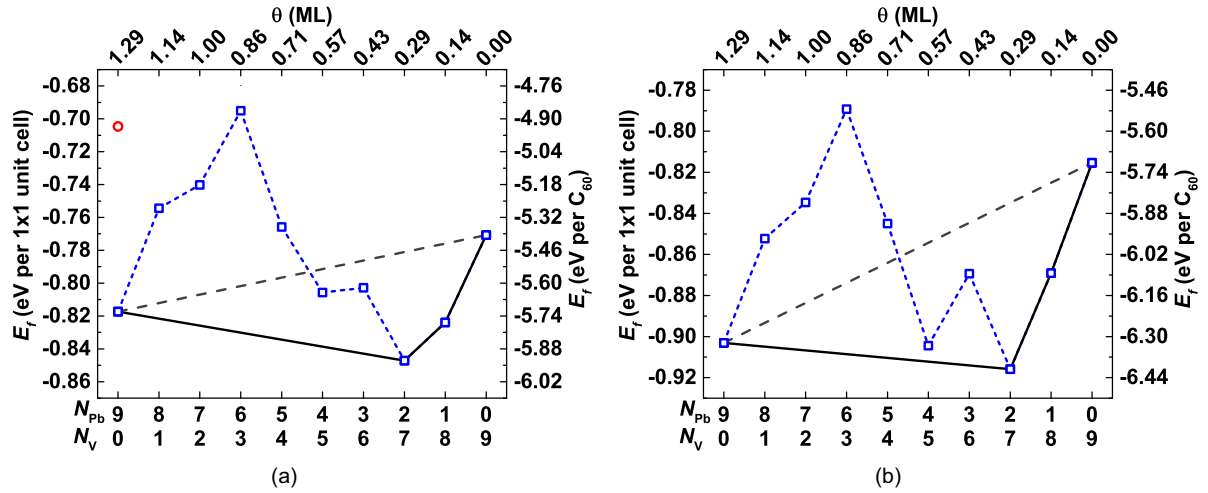 θ (ML)
1.29 1.14 1.00 0.86 0.71 0.57 0.43 0.29 0.14 0.00
E_f (eV per 1x1 unit cell)
-0.68
-0.70
-0.72
-0.74
-0.76
-0.78
-0.80
-0.82
-0.84
-0.86
-4.76
-4.90
-5.04
-5.18
-5.32
-5.46
-5.60
-5.74
-5.88
-6.02
E_f (eV per C₆₀)
N_Pb 9 8 7 6 5 4 3 2 1 0
N_V 0 1 2 3 4 5 6 7 8 9
(a)
θ (ML)
1.29 1.14 1.00 0.86 0.71 0.57 0.43 0.29 0.14 0.00
E_f (eV per 1x1 unit cell)
-0.78
-0.80
-0.82
-0.84
-0.86
-0.88
-0.90
-0.92
-5.46
-5.60
-5.74
-5.88
-6.02
-6.16
-6.30
-6.44
E_f (eV per C₆₀)
N_Pb 9 8 7 6 5 4 3 2 1 0
N_V 0 1 2 3 4 5 6 7 8 9
(b)